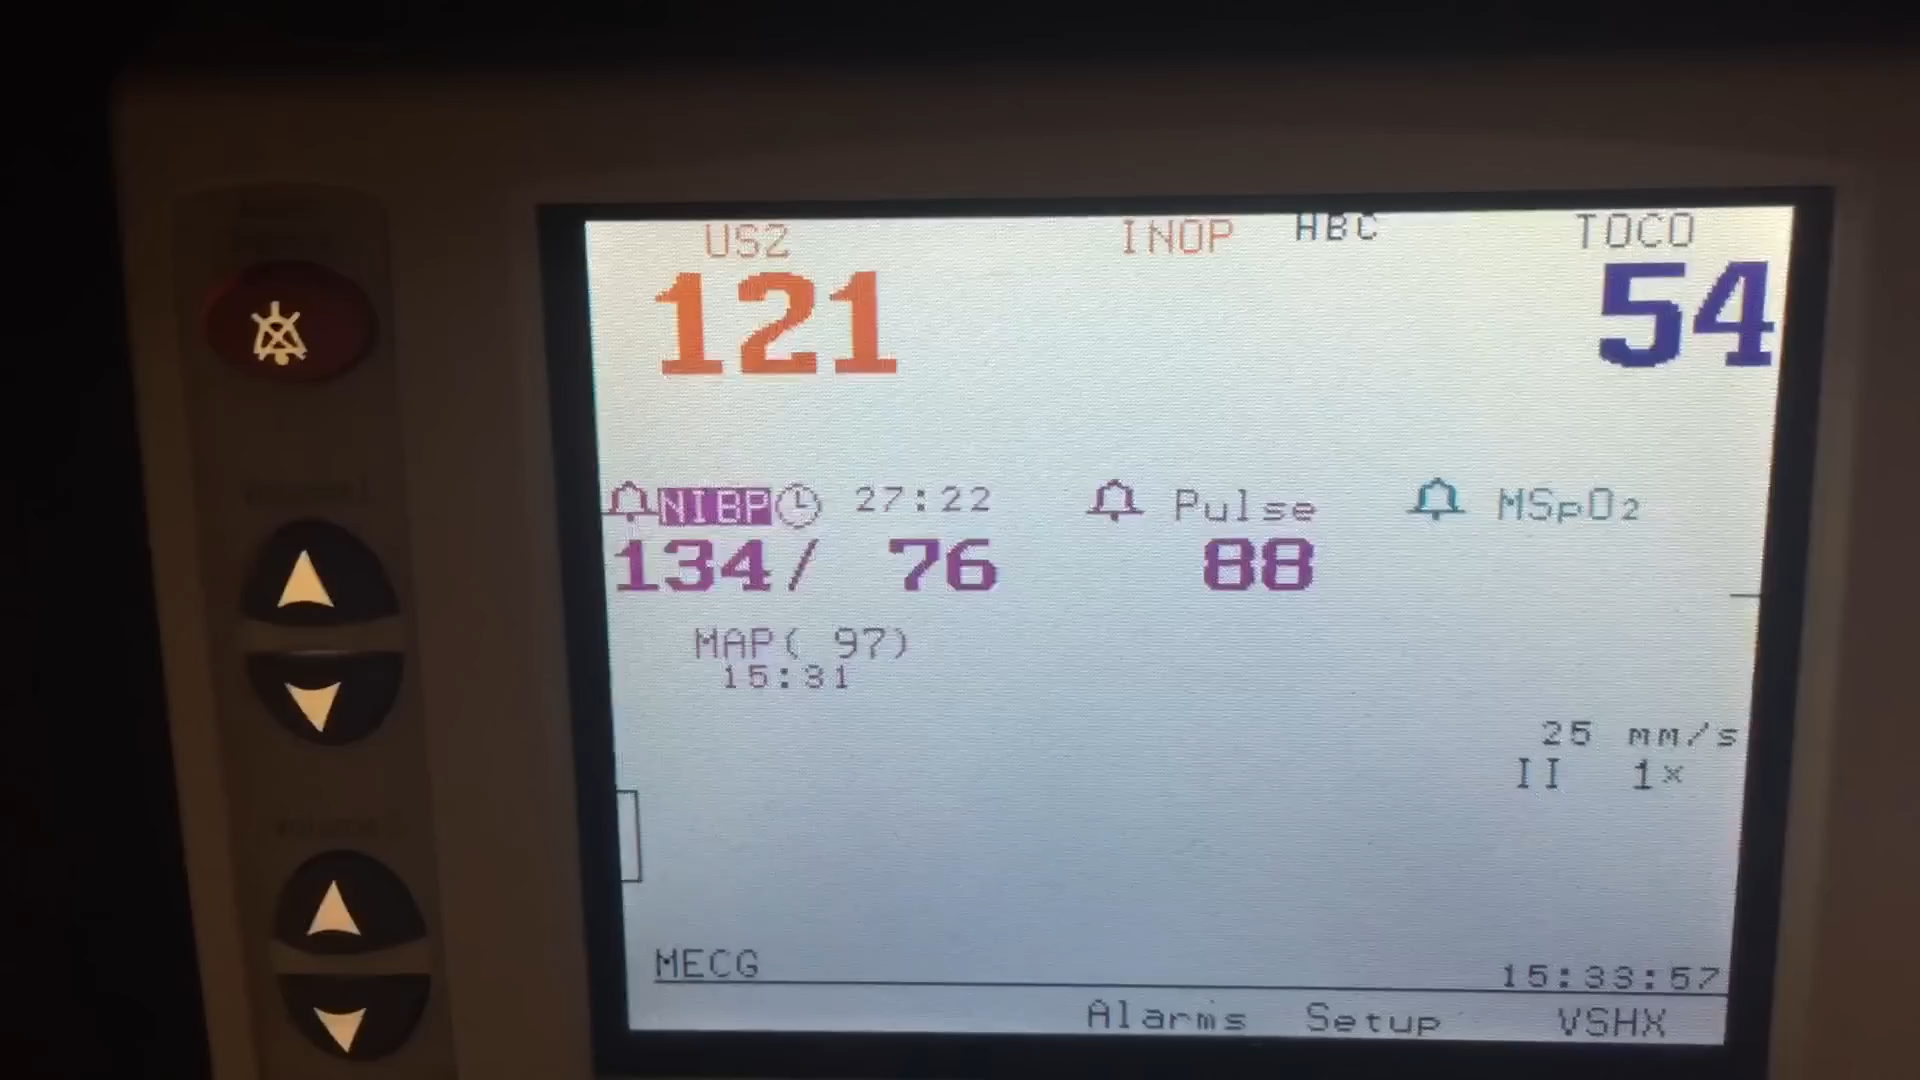 US2 INOP ABC TOCO
121 54
NIBP 27:22 Pulse MSpO2
134/ 76 88
MAP( 97)
15:31
25 mm/s
II 1x
MECG
15:33:57
Alarms Setup VSHX